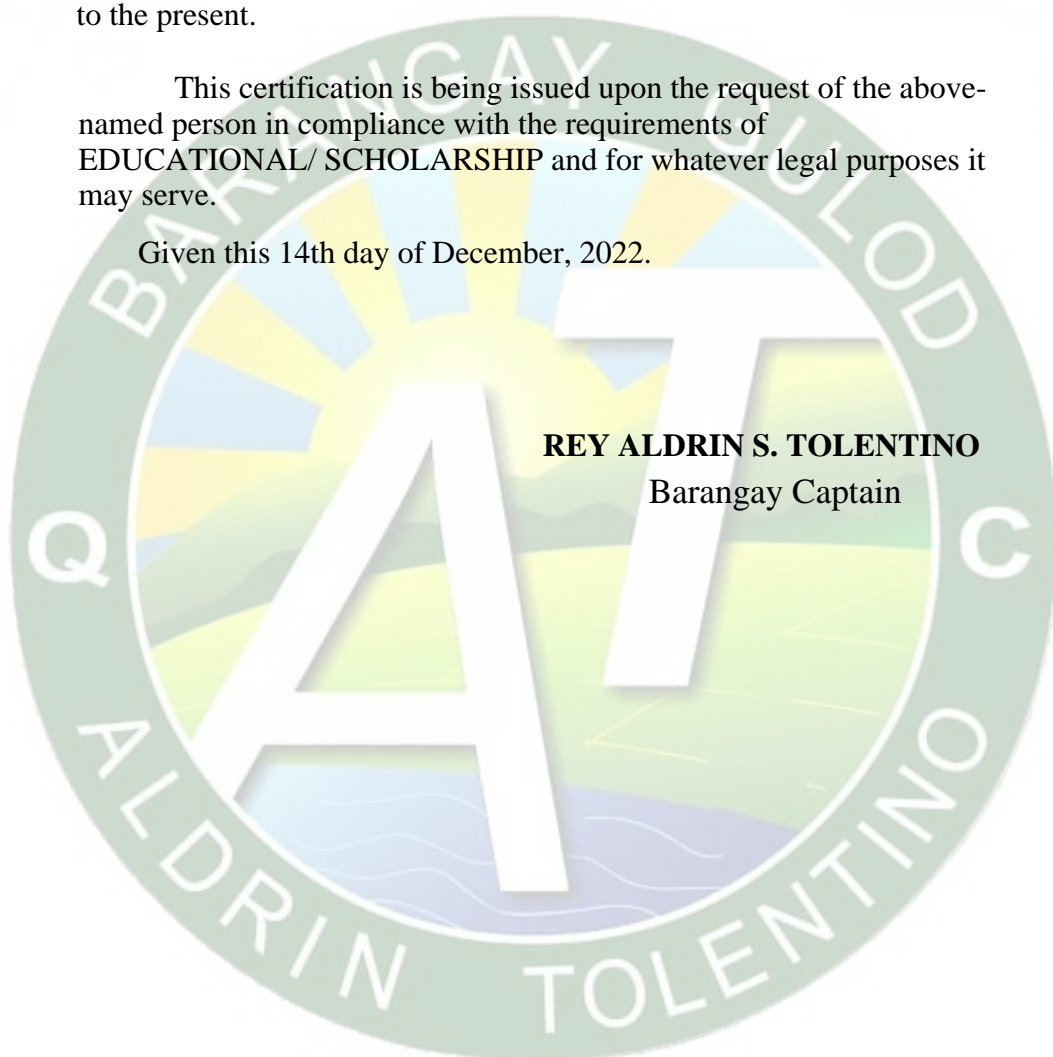 to the present.
This certification is being issued upon the request of the above-
named person in compliance with the requirements of
EDUCATIONAL/ SCHOLARSHIP and for whatever legal purposes it
may serve.
Given this 14th day of December, 2022.
REY ALDRIN S. TOLENTINO
Barangay Captain
BARANGAY GULOD
Q
C
AT
ALDRIN TOLENTINO